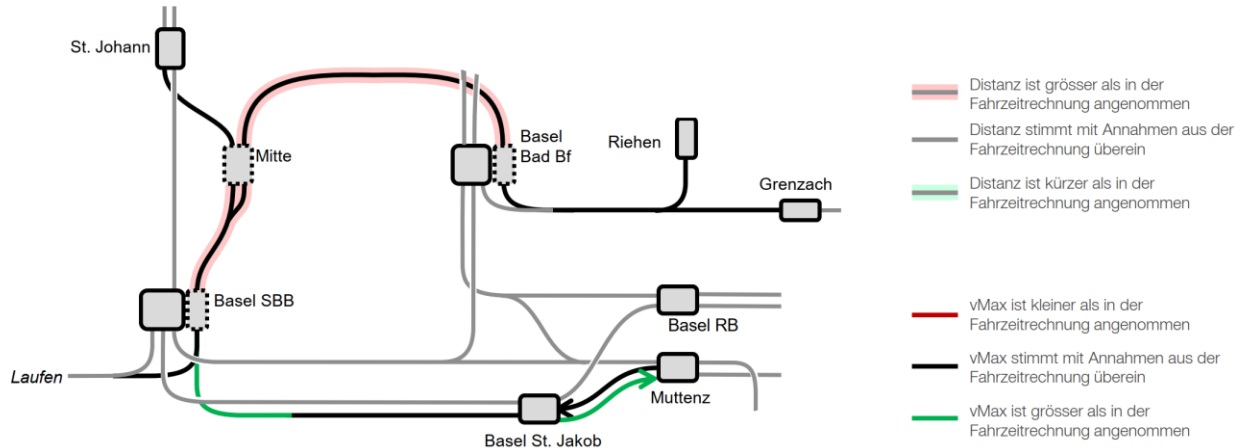 St. Johann
Mitte
Basel
Bad Bf
Riehen
Grenzach
Basel SBB
Basel RB
Laufen
Muttenz
Basel St. Jakob
Distanz ist grösser als in der
Fahrzeitrechnung angenommen
Distanz stimmt mit Annahmen aus der
Fahrzeitrechnung überein
Distanz ist kürzer als in der
Fahrzeitrechnung angenommen
vMax ist kleiner als in der
Fahrzeitrechnung angenommen
vMax stimmt mit Annahmen aus der
Fahrzeitrechnung überein
vMax ist grösser als in der
Fahrzeitrechnung angenommen